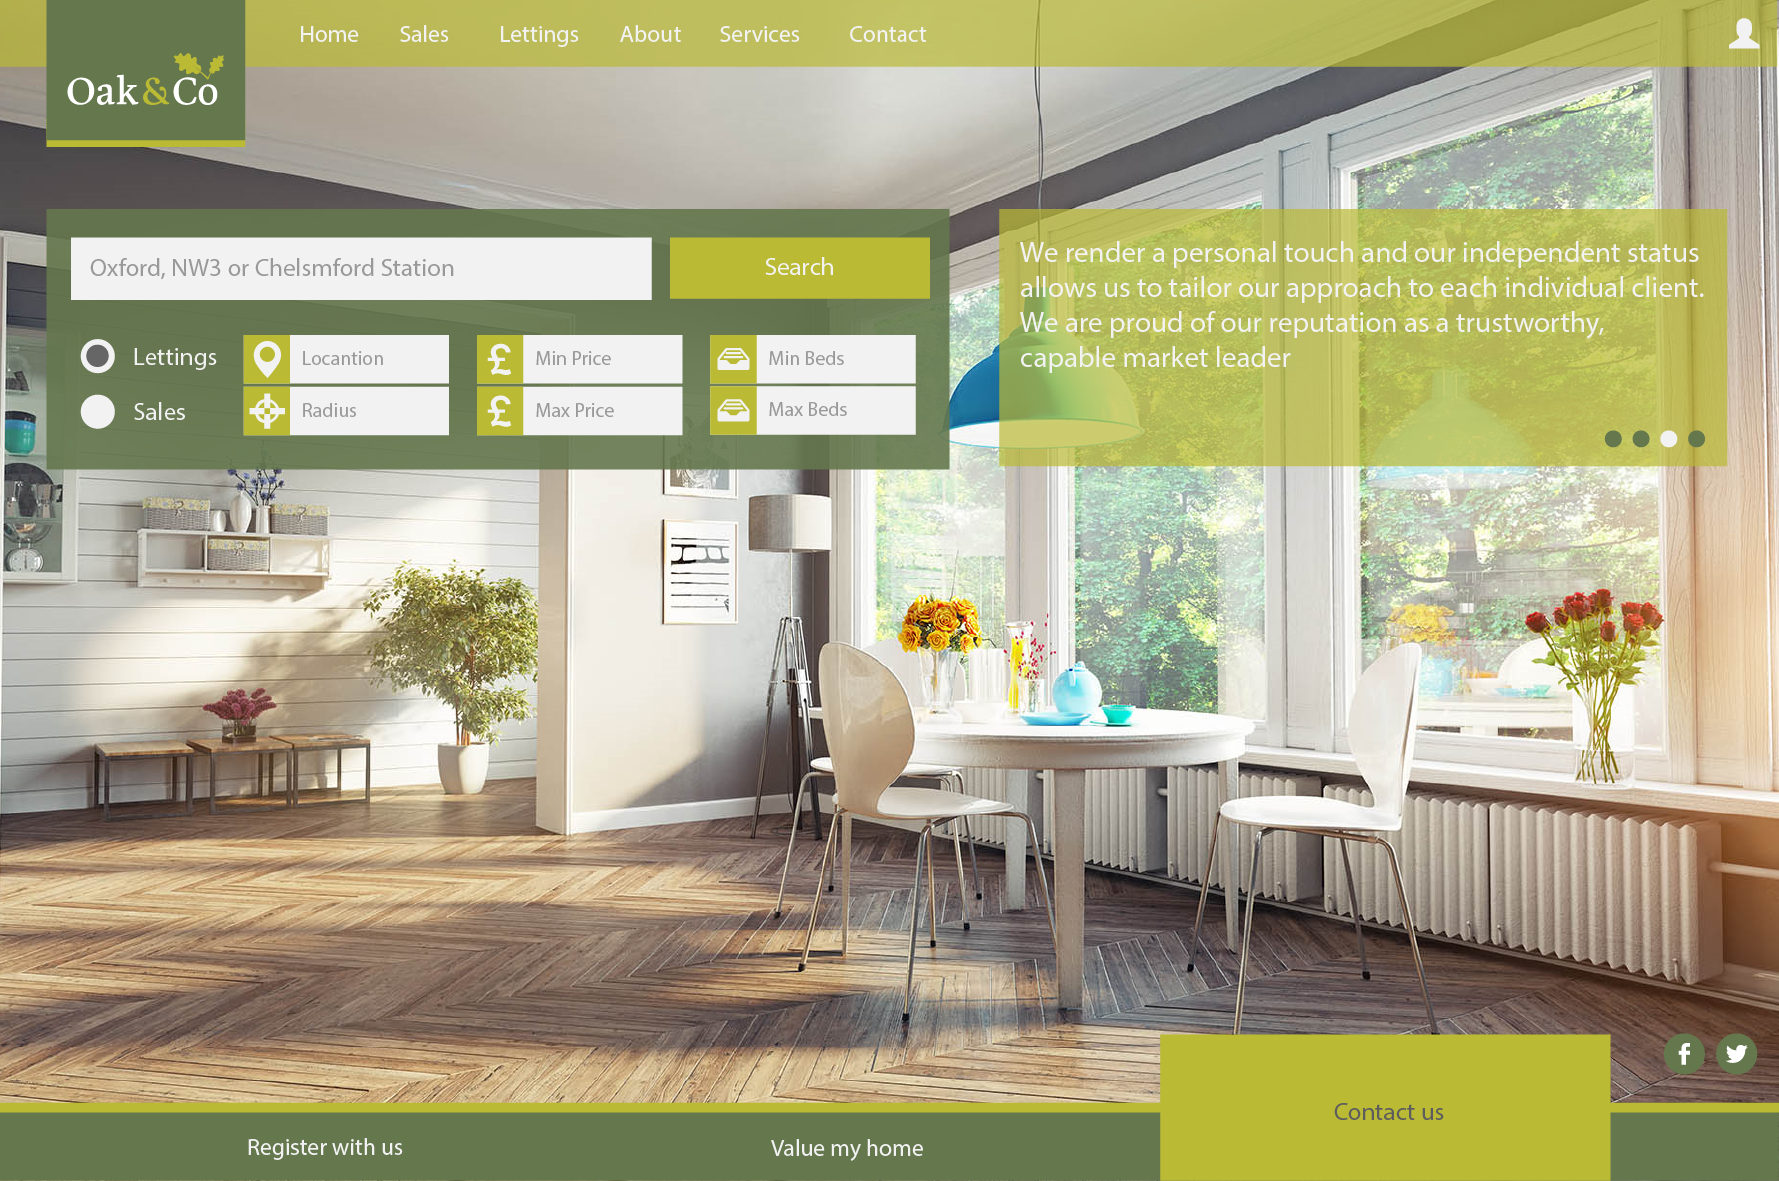 Home Sales Lettings About Services Contact
Oak&Co
Oxford, NW3 or Chelsmford Station
Search
We render a personal touch and our independent status
allows us to tailor our approach to each individual client.
We are proud of our reputation as a trustworthy,
capable market leader
Lettings
Locantion
£ Min Price
Min Beds
Sales
Radius
£ Max Price
Max Beds
Contact us
Register with us
Value my home